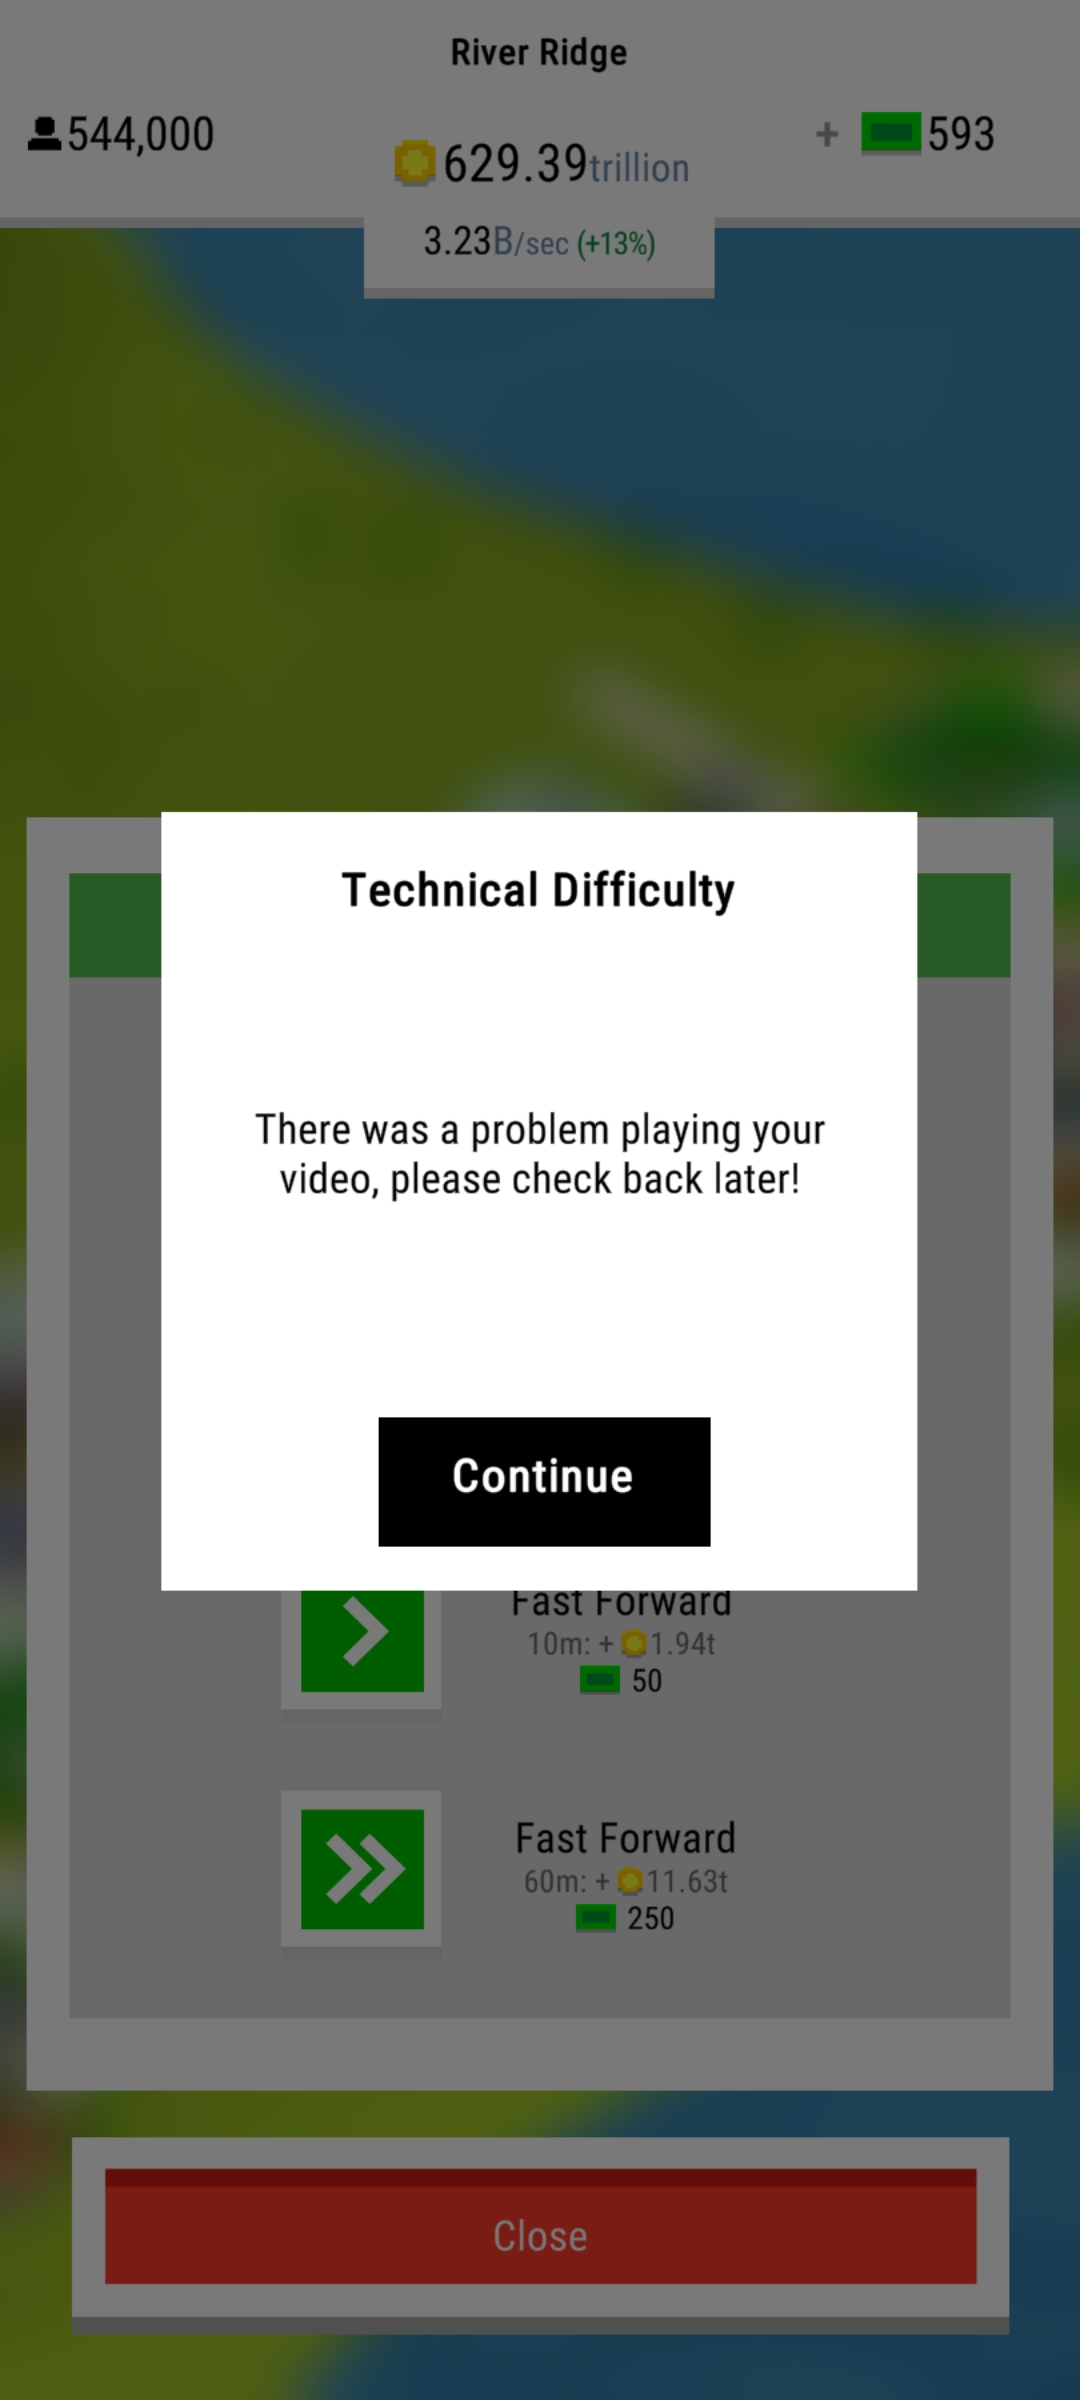 River Ridge
544,000
629.39trillion
+ 593
3.23B/sec (+13%)
Technical Difficulty
There was a problem playing your
video, please check back later!
Continue
Fast Forward
10m: + 1.94t
50
Fast Forward
60m: + 11.63t
250
Close